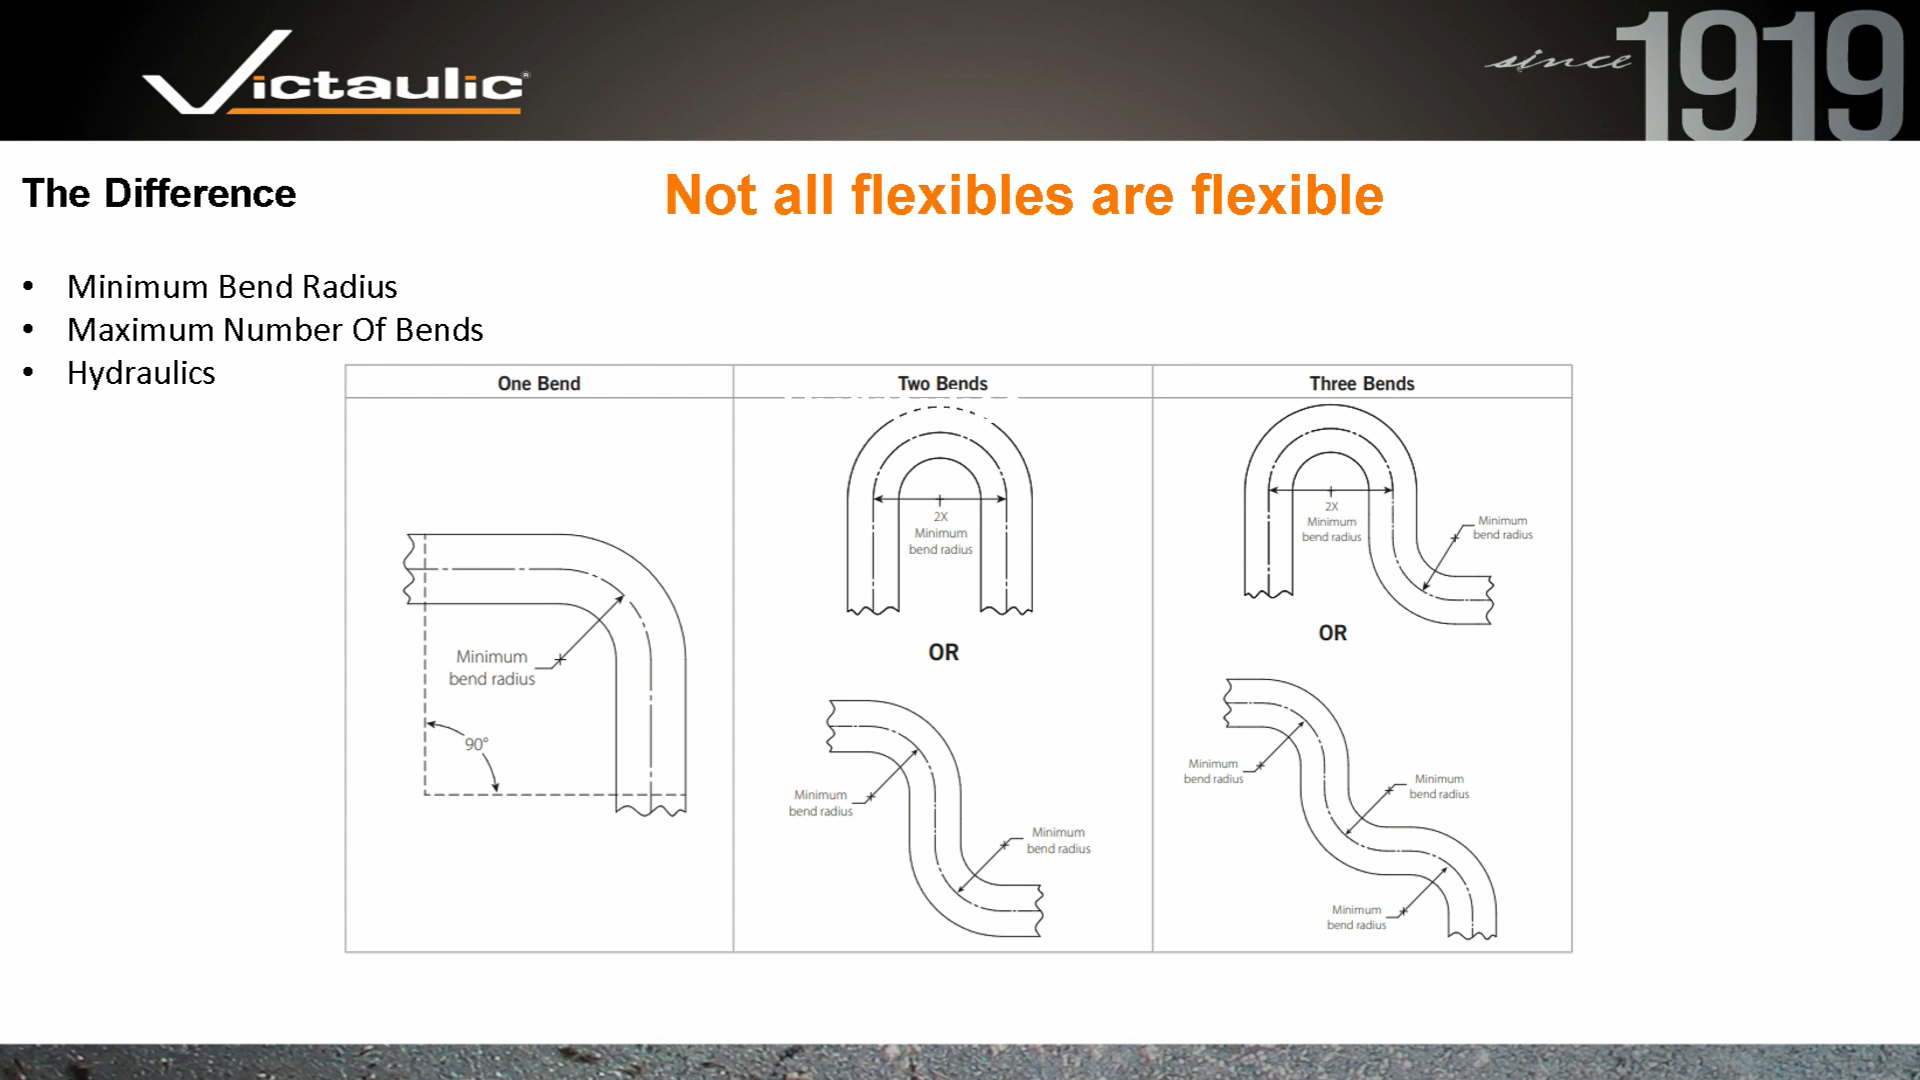 Victaulic®
since 1919
The Difference
Not all flexibles are flexible
• Minimum Bend Radius
• Maximum Number Of Bends
• Hydraulics
One Bend
Two Bends
Three Bends
Minimum
bend radius
90°
2X
Minimum
bend radius
OR
Minimum
bend radius
Minimum
bend radius
2X
Minimum
bend radius
Minimum
bend radius
OR
Minimum
bend radius
Minimum
bend radius
Minimum
bend radius